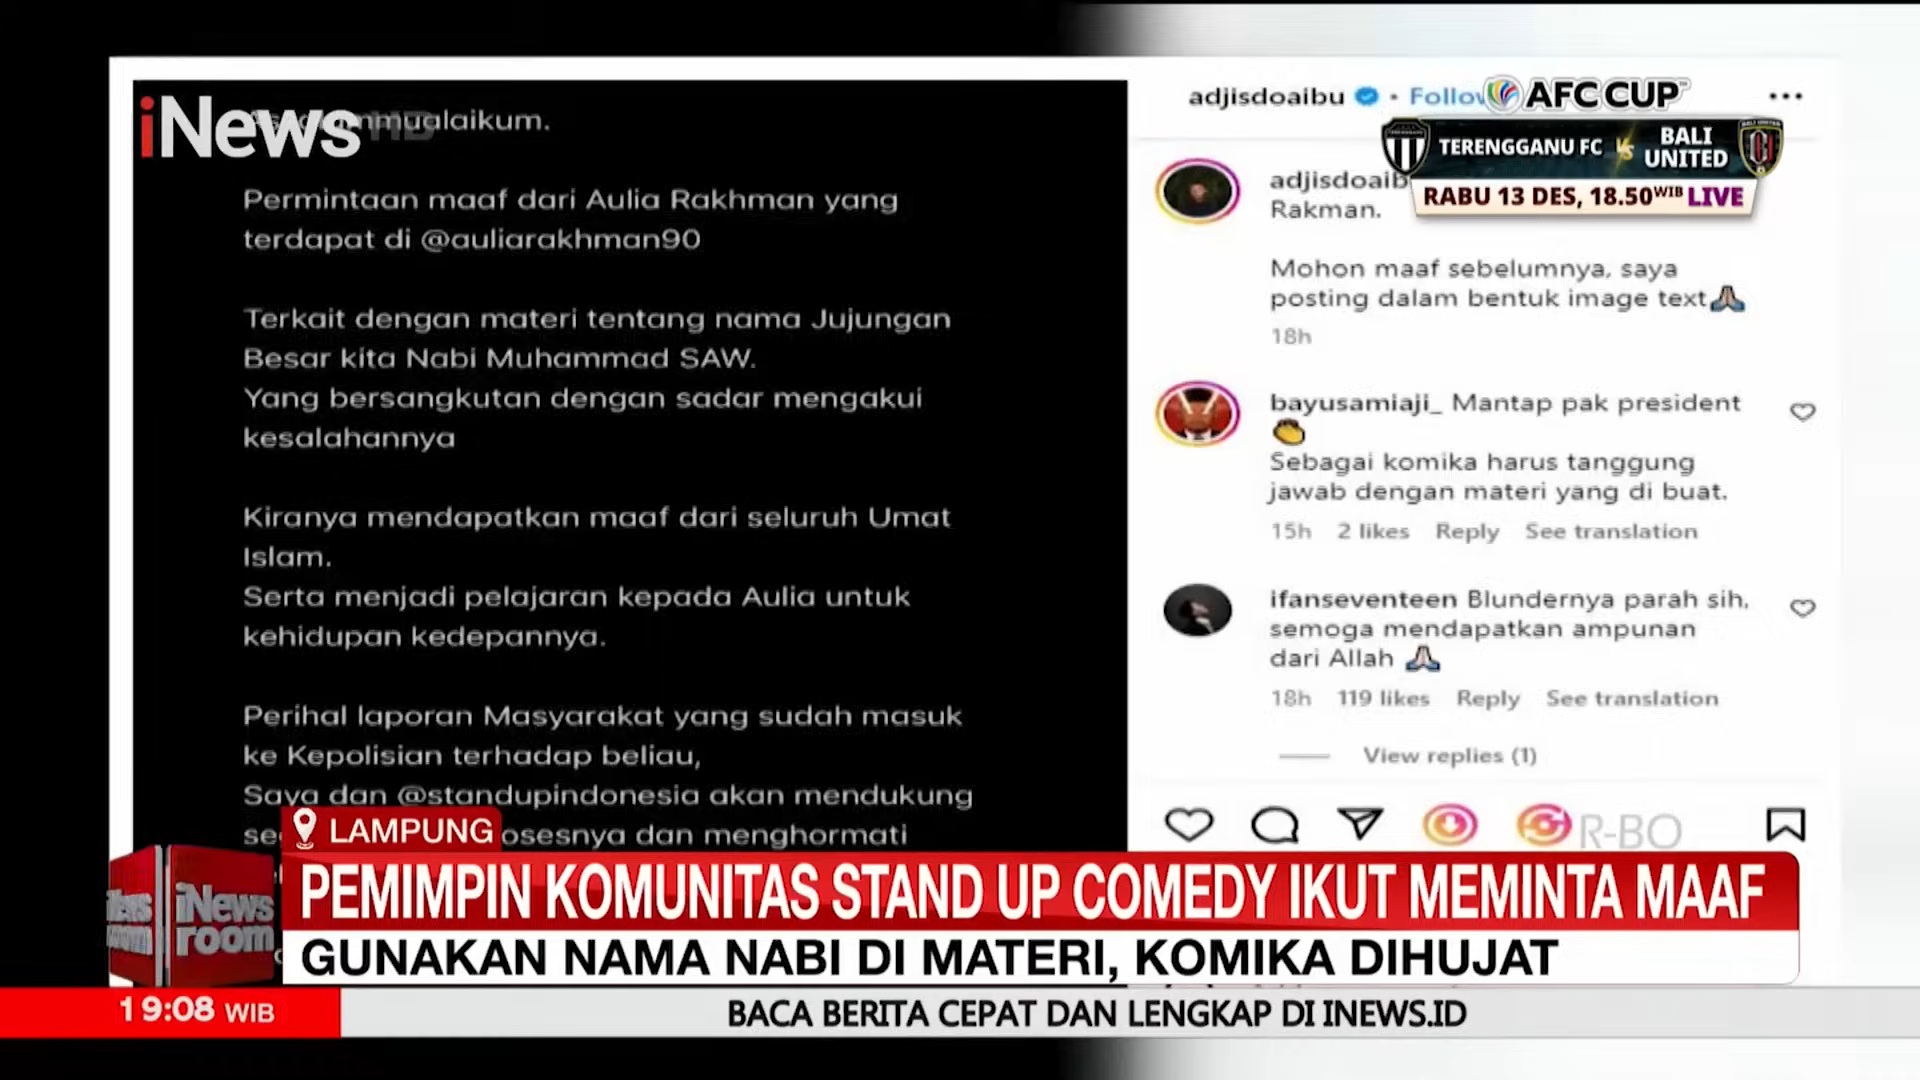 iNews
mualaikum.
Permintaan maaf dari Aulia Rakhman yang
terdapat di @auliarakhman90
Terkait dengan materi tentang nama Jujungan
Besar kita Nabi Muhammad SAW.
Yang bersangkutan dengan sadar mengakui
kesalahannya
Kiranya mendapatkan maaf dari seluruh Umat
Islam.
Serta menjadi pelajaran kepada Aulia untuk
kehidupan kedepannya.
Perihal laporan Masyarakat yang sudah masuk
ke Kepolisian terhadap beliau,
Saya dan @standupindonesia akan mendukung
osesnya dan menghormati
adjisdoaibu • Follow
AFC CUP
TERENGGANU FC VS BALI UNITED
RABU 13 DES, 18.50 WIB LIVE
adjisdoaib
Rakman.
Mohon maaf sebelumnya, saya
posting dalam bentuk image text🙏
18h
bayusamiaji_ Mantap pak president
👏
Sebagai komika harus tanggung
jawab dengan materi yang di buat.
15h 2 likes Reply See translation
ifanseventeen Blundernya parah sih,
semoga mendapatkan ampunan
dari Allah 🙏
18h 119 likes Reply See translation
View replies (1)
R-BO
LAMPUNG
iNews room
PEMIMPIN KOMUNITAS STAND UP COMEDY IKUT MEMINTA MAAF
GUNAKAN NAMA NABI DI MATERI, KOMIKA DIHUJAT
19:08 WIB
BACA BERITA CEPAT DAN LENGKAP DI INEWS.ID